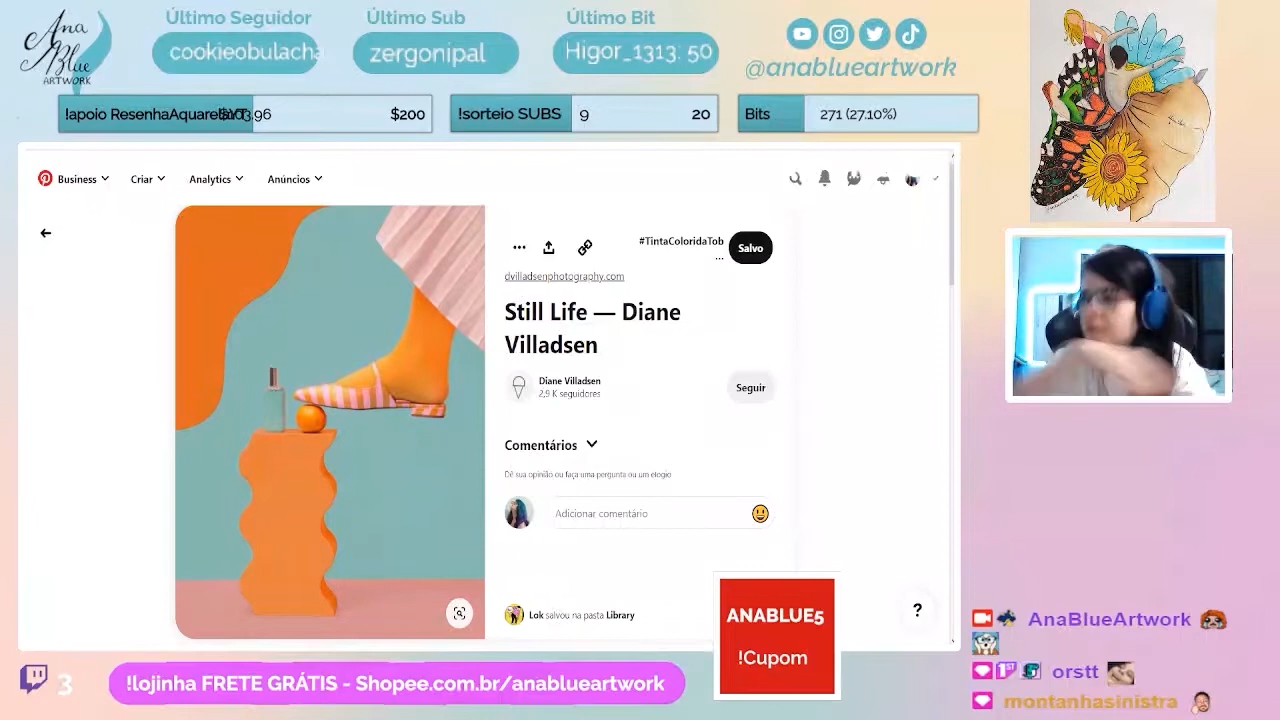 Ana
Blue
ARTWORK
Último Seguidor
cookieobulacha
Último Sub
zergonipal
Último Bit
Higor_1313: 50
@anablueartwork
!apoio ResenhaAquarela
$200
!sorteio SUBS
9
20
Bits
271 (27.10%)
Business
Criar
Analytics
Anúncios
#TintaColoridaTob
...
Salvo
dvilladsenphotography.com
Still Life — Diane
Villadsen
Diane Villadsen
2,9 K seguidores
Seguir
Comentários
Dê sua opinião ou faça uma pergunta ou um elogio
Adicionar comentário
Lok salvou na pasta Library
?
ANABLUE5
!Cupom
AnaBlueArtwork
1ST
orstt
montanhasinistra
3
!lojinha FRETE GRÁTIS - Shopee.com.br/anablueartwork